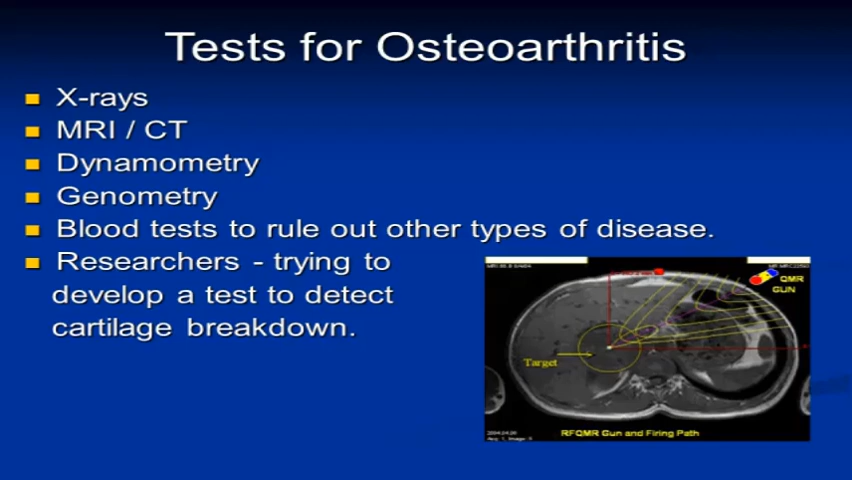 Tests for Osteoarthritis
X-rays
MRI / CT
Dynamometry
Genometry
Blood tests to rule out other types of disease.
Researchers - trying to
develop a test to detect
cartilage breakdown.
QMR
GUN
Target
RFQMR Gun and Firing Path